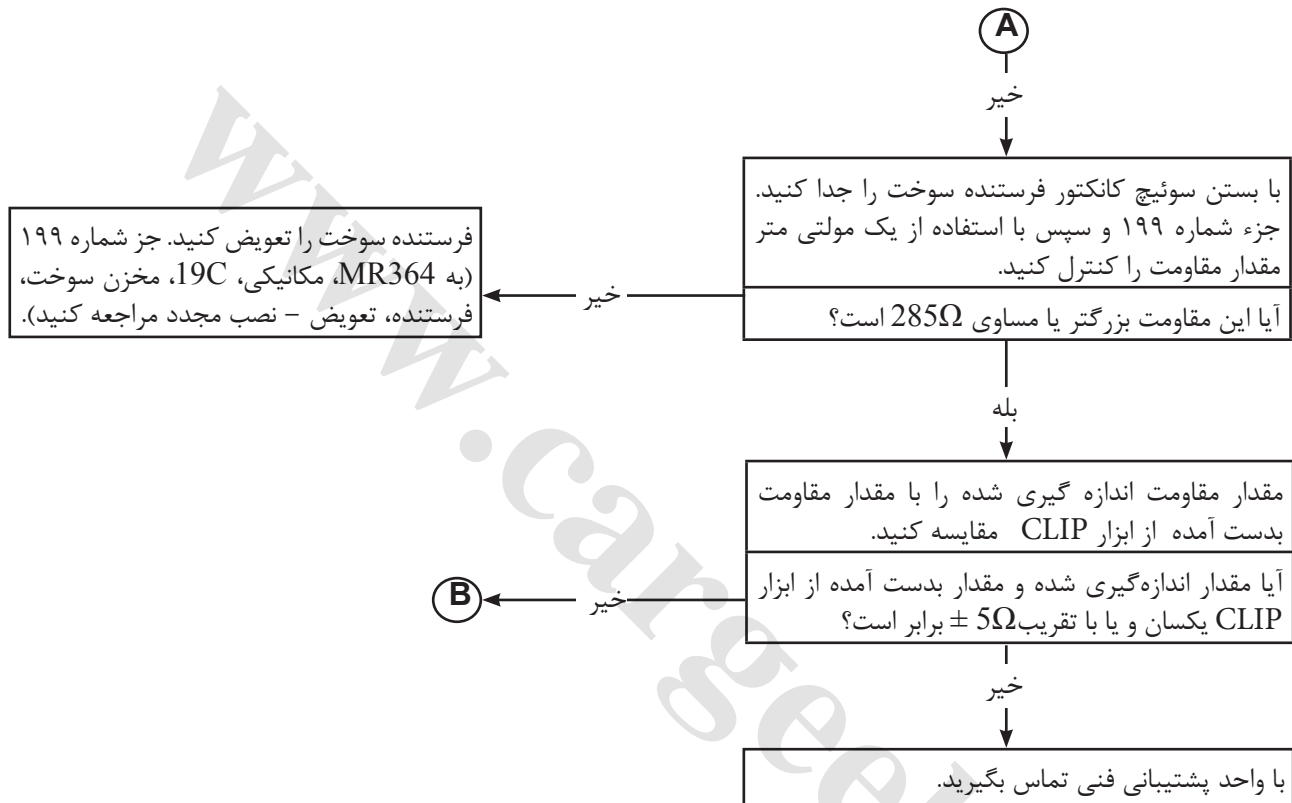 A
خیر
با بستن سوئیچ کانکتور فرستنده سوخت را جدا کنید.
جزء شماره ۱۹۹ و سپس با استفاده از یک مولتی متر
مقدار مقاومت را کنترل کنید.
آیا این مقاومت بزرگتر یا مساوی 285Ω است؟
خیر
فرستنده سوخت را تعویض کنید. جز شماره ۱۹۹
(به MR364، مکانیکی، 19C، مخزن سوخت،
فرستنده، تعویض – نصب مجدد مراجعه کنید).
بله
مقدار مقاومت اندازه گیری شده را با مقدار مقاومت
بدست آمده از ابزار CLIP مقایسه کنید.
آیا مقدار اندازه‌گیری شده و مقدار بدست آمده از ابزار
CLIP یکسان و یا با تقریب 5Ω ± برابر است؟
خیر
B
خیر
با واحد پشتیبانی فنی تماس بگیرید.